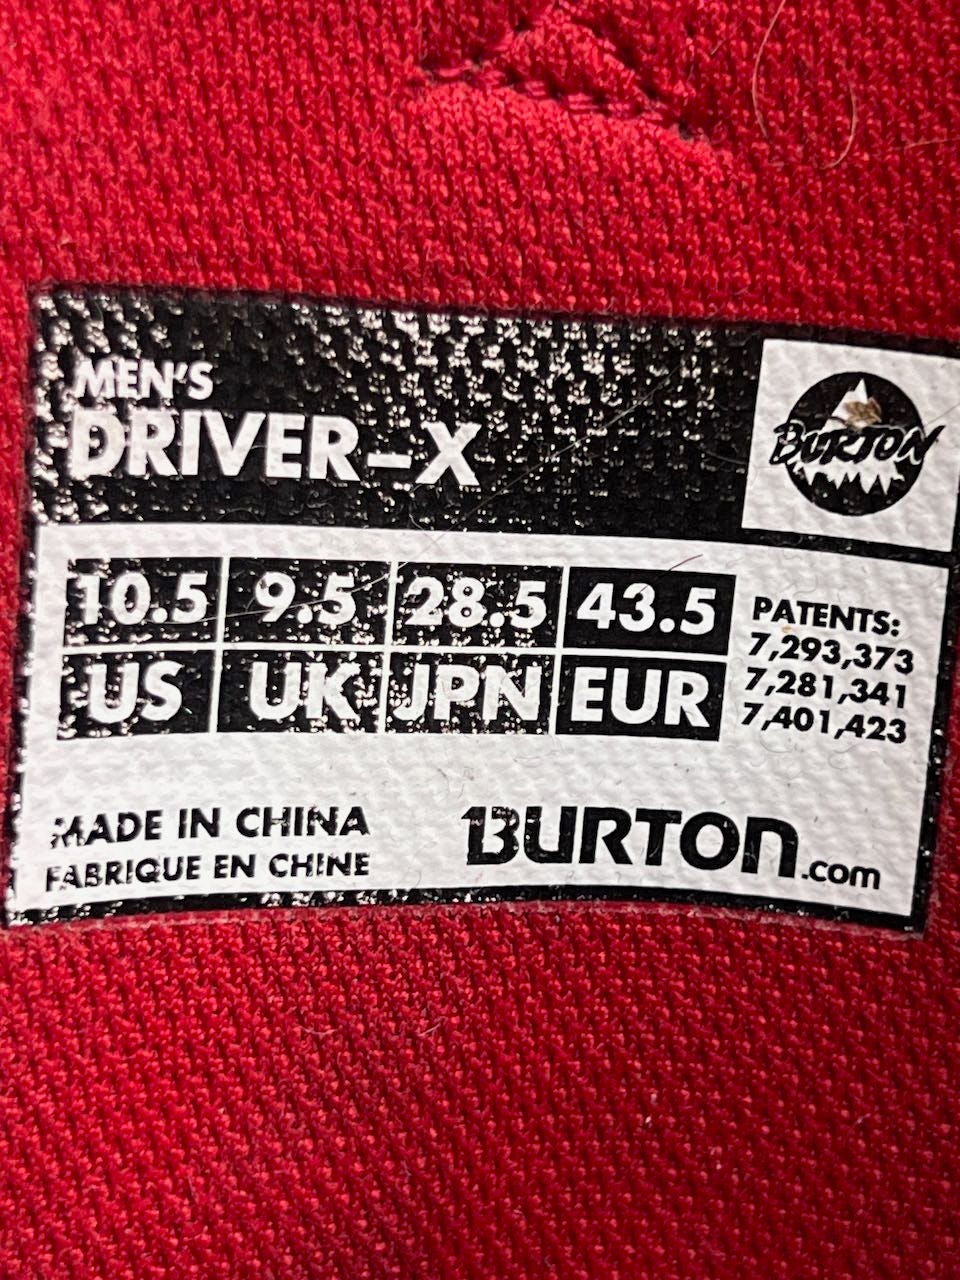 MEN'S
DRIVER-X
BURTON
10.5 9.5 28.5 43.5
US UK JPN EUR
PATENTS:
7,293,373
7,281,341
7,401,423
MADE IN CHINA
FABRIQUE EN CHINE
BURTON.com